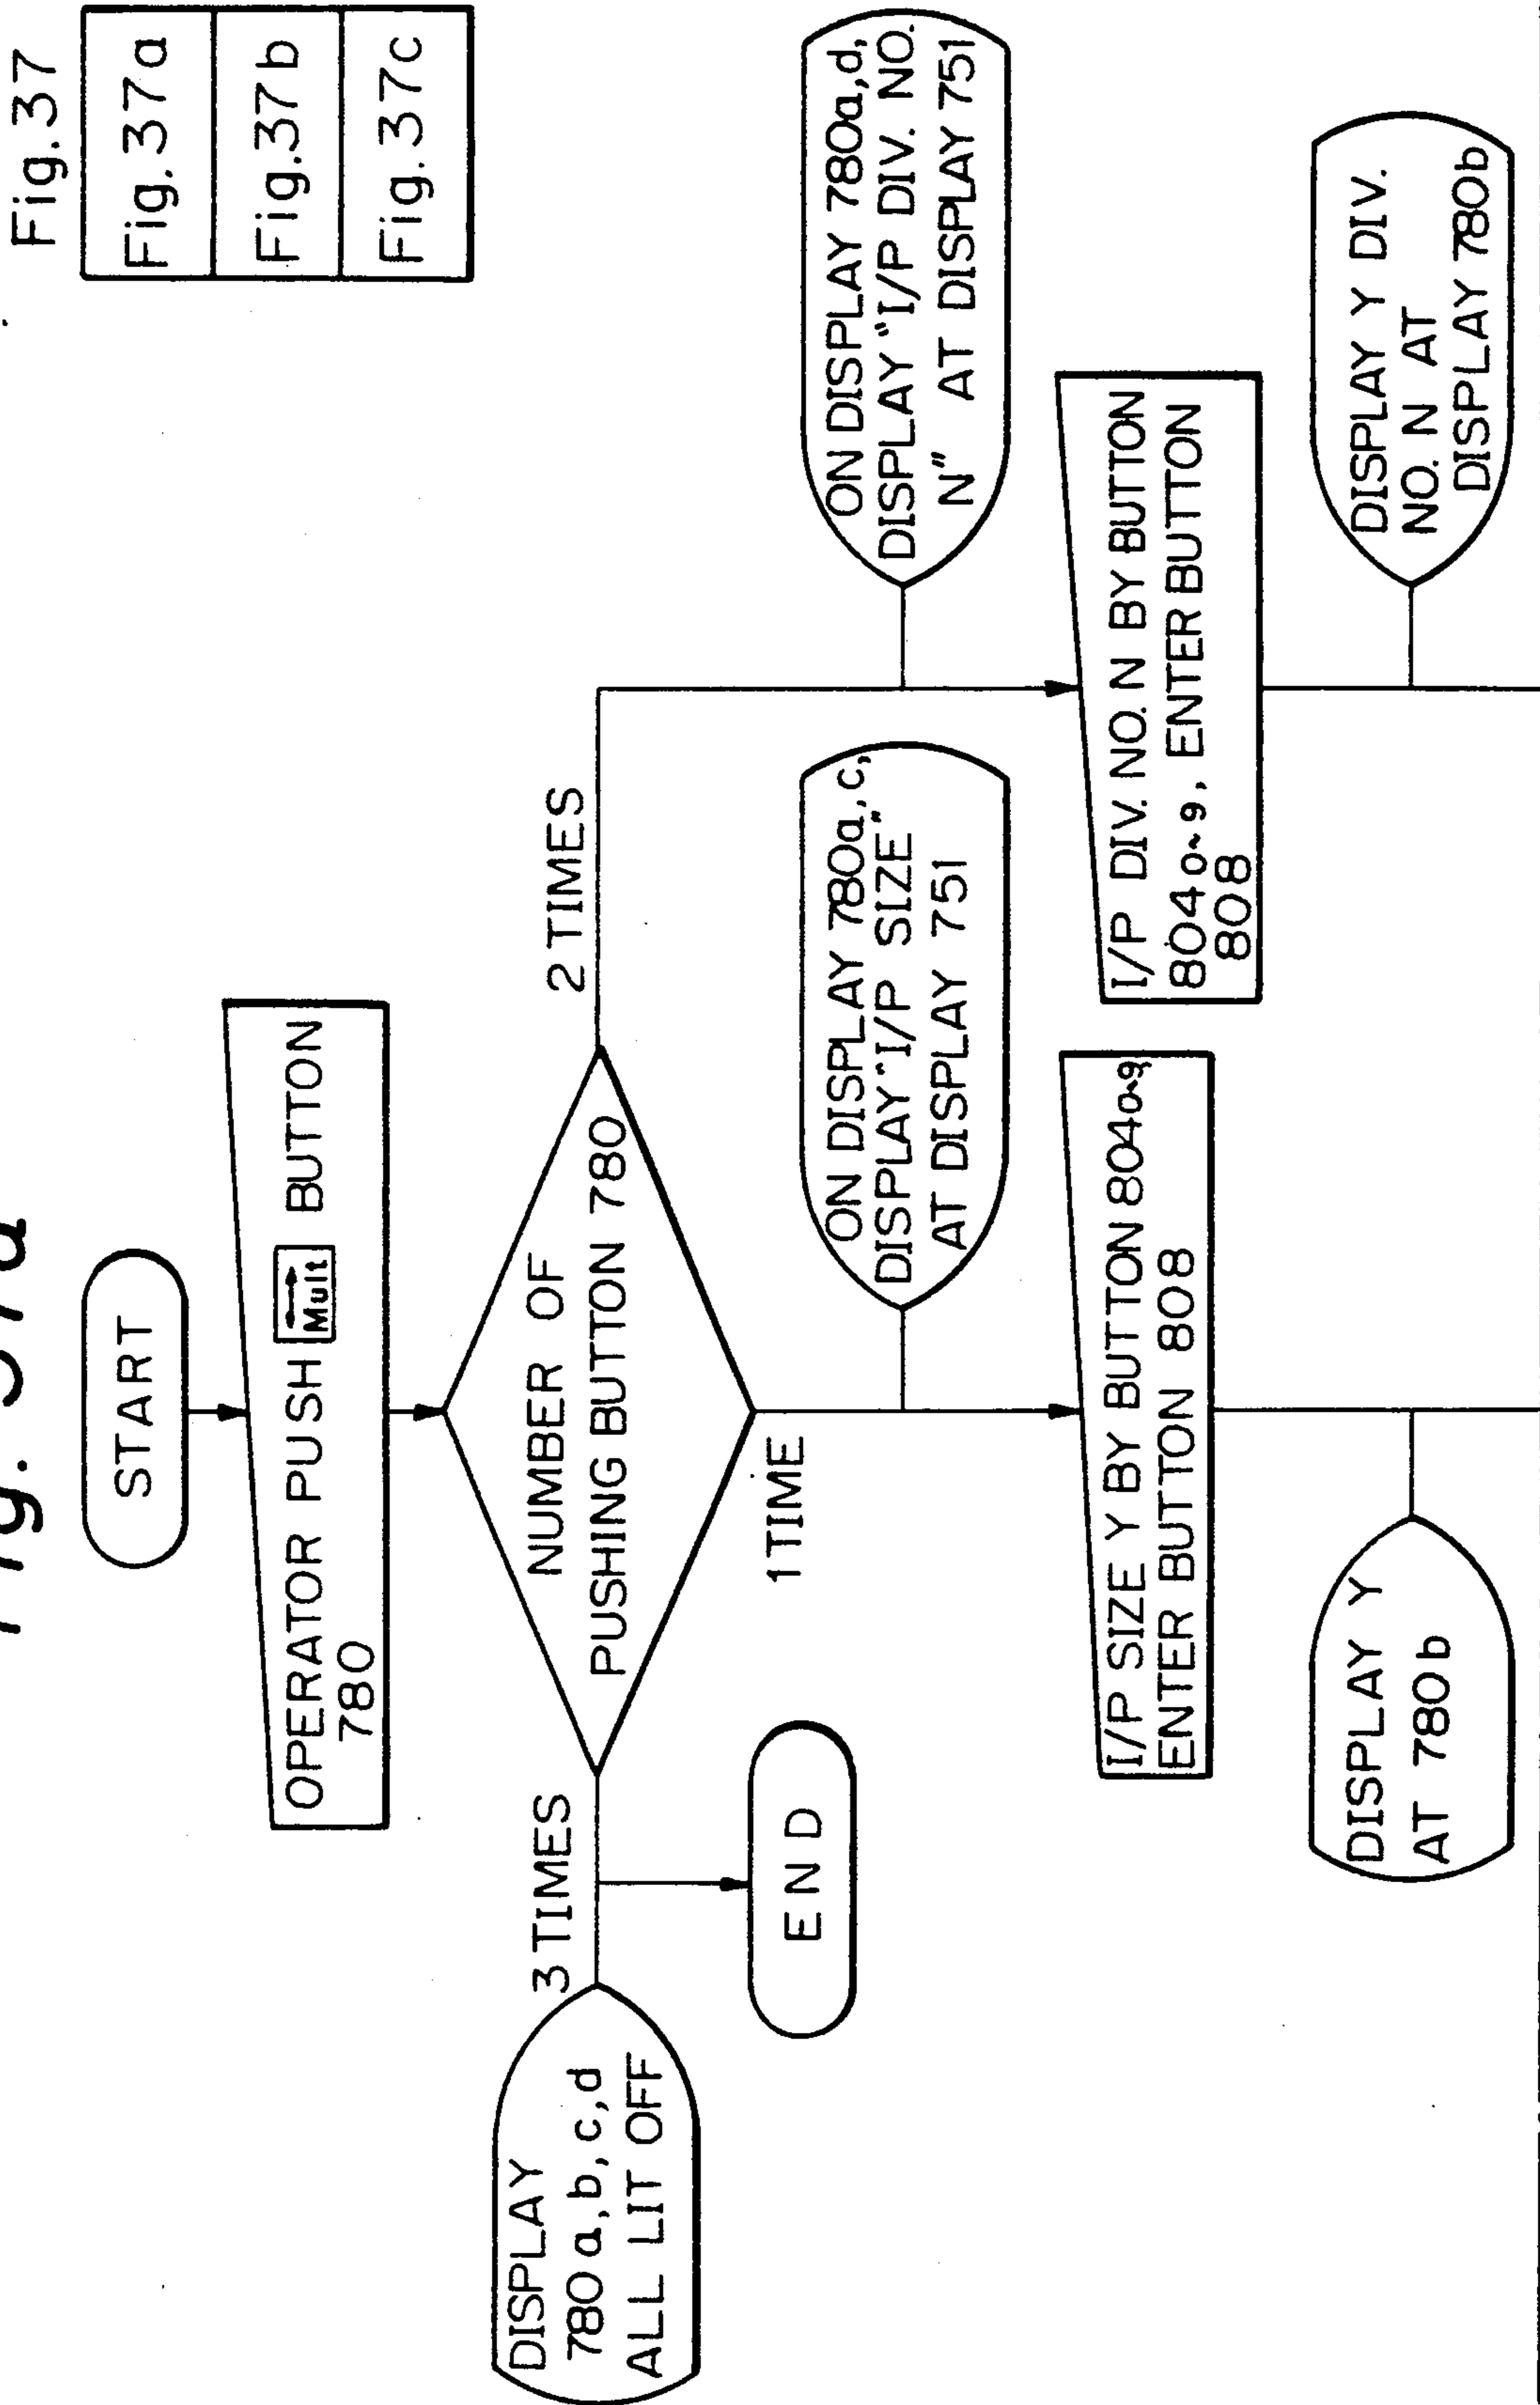 Fig. 37a
Fig.37
Fig.37a
Fig.37b
Fig.37c
START
OPERATOR PUSH Mult BUTTON
780
NUMBER OF
PUSHING BUTTON 780
3 TIMES
2 TIMES
1 TIME
DISPLAY
780 a,b,c,d
ALL LIT OFF
END
ON DISPLAY 780a,c,
DISPLAY "I/P SIZE"
AT DISPLAY 751
ON DISPLAY 780a,d,
DISPLAY "I/P DIV. NO.
N" AT DISPLAY 751
I/P SIZE Y BY BUTTON 804 0~9,
ENTER BUTTON 808
I/P DIV. NO. N BY BUTTON
804 0~9, ENTER BUTTON
808
DISPLAY Y
AT 780b
DISPLAY Y DIV.
NO. N AT
DISPLAY 780b